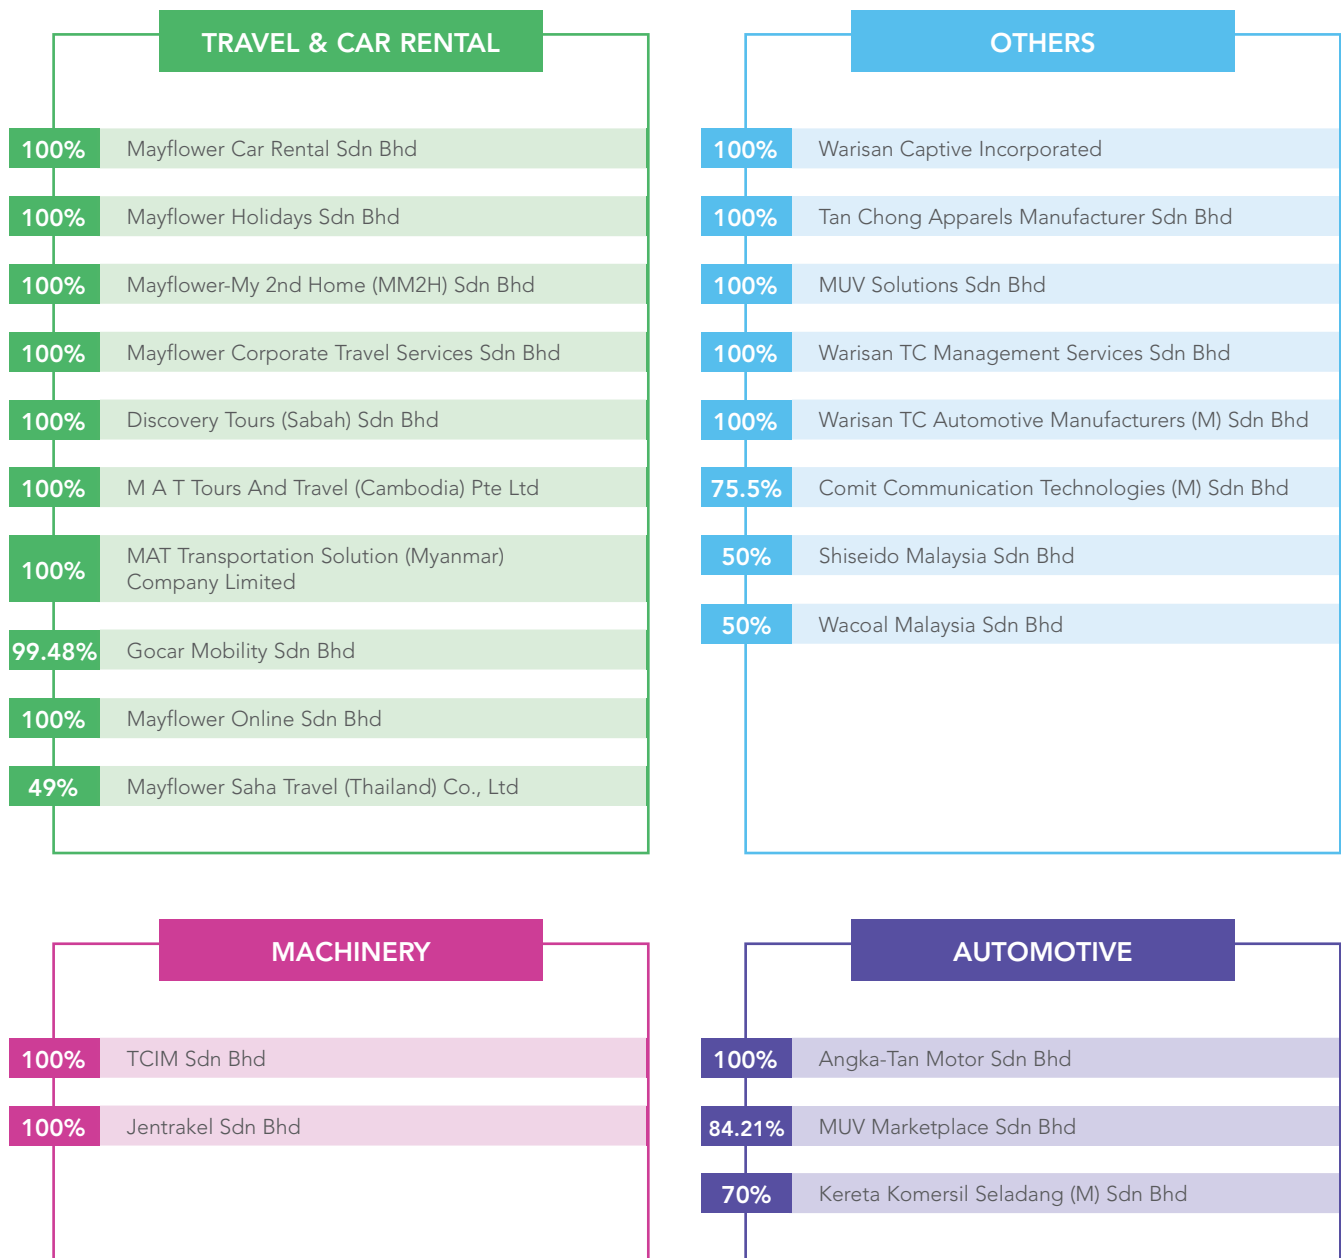 TRAVEL & CAR RENTAL
100% Mayflower Car Rental Sdn Bhd
100% Mayflower Holidays Sdn Bhd
100% Mayflower-My 2nd Home (MM2H) Sdn Bhd
100% Mayflower Corporate Travel Services Sdn Bhd
100% Discovery Tours (Sabah) Sdn Bhd
100% M A T Tours And Travel (Cambodia) Pte Ltd
100% MAT Transportation Solution (Myanmar)
Company Limited
99.48% Gocar Mobility Sdn Bhd
100% Mayflower Online Sdn Bhd
49% Mayflower Saha Travel (Thailand) Co., Ltd
OTHERS
100% Warisan Captive Incorporated
100% Tan Chong Apparels Manufacturer Sdn Bhd
100% MUV Solutions Sdn Bhd
100% Warisan TC Management Services Sdn Bhd
100% Warisan TC Automotive Manufacturers (M) Sdn Bhd
75.5% Comit Communication Technologies (M) Sdn Bhd
50% Shiseido Malaysia Sdn Bhd
50% Wacoal Malaysia Sdn Bhd
MACHINERY
100% TCIM Sdn Bhd
100% Jentrakel Sdn Bhd
AUTOMOTIVE
100% Angka-Tan Motor Sdn Bhd
84.21% MUV Marketplace Sdn Bhd
70% Kereta Komersil Seladang (M) Sdn Bhd